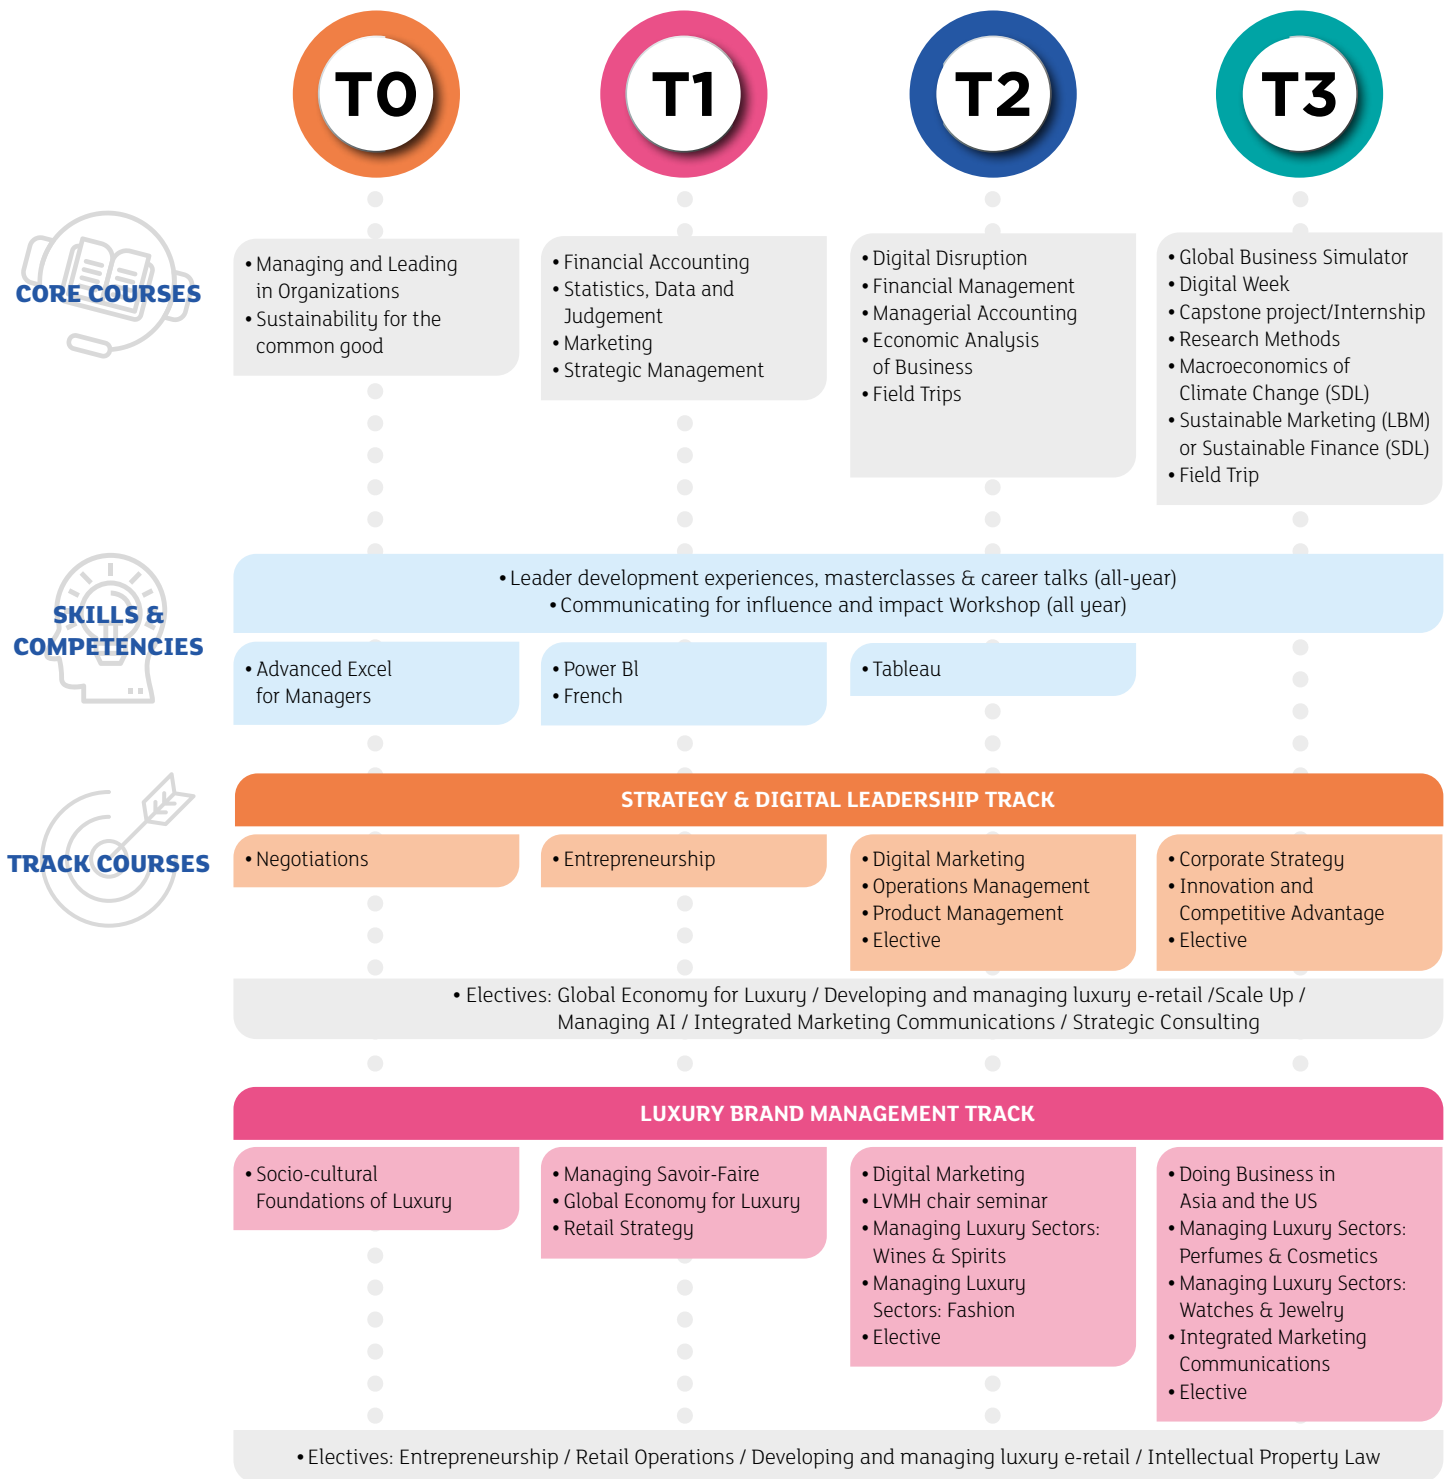 T0
T1
T2
T3
CORE COURSES
• Managing and Leading
in Organizations
• Sustainability for the
common good
• Financial Accounting
• Statistics, Data and
Judgement
• Marketing
• Strategic Management
• Digital Disruption
• Financial Management
• Managerial Accounting
• Economic Analysis
of Business
• Field Trips
• Global Business Simulator
• Digital Week
• Capstone project/Internship
• Research Methods
• Macroeconomics of
Climate Change (SDL)
• Sustainable Marketing (LBM)
or Sustainable Finance (SDL)
• Field Trip
SKILLS &
COMPETENCIES
• Leader development experiences, masterclasses & career talks (all-year)
• Communicating for influence and impact Workshop (all year)
• Advanced Excel
for Managers
• Power Bl
• French
• Tableau
TRACK COURSES
STRATEGY & DIGITAL LEADERSHIP TRACK
• Negotiations
• Entrepreneurship
• Digital Marketing
• Operations Management
• Product Management
• Elective
• Corporate Strategy
• Innovation and
Competitive Advantage
• Elective
• Electives: Global Economy for Luxury / Developing and managing luxury e-retail /Scale Up /
Managing AI / Integrated Marketing Communications / Strategic Consulting
LUXURY BRAND MANAGEMENT TRACK
• Socio-cultural
Foundations of Luxury
• Managing Savoir-Faire
• Global Economy for Luxury
• Retail Strategy
• Digital Marketing
• LVMH chair seminar
• Managing Luxury Sectors:
Wines & Spirits
• Managing Luxury
Sectors: Fashion
• Elective
• Doing Business in
Asia and the US
• Managing Luxury Sectors:
Perfumes & Cosmetics
• Managing Luxury Sectors:
Watches & Jewelry
• Integrated Marketing
Communications
• Elective
• Electives: Entrepreneurship / Retail Operations / Developing and managing luxury e-retail / Intellectual Property Law